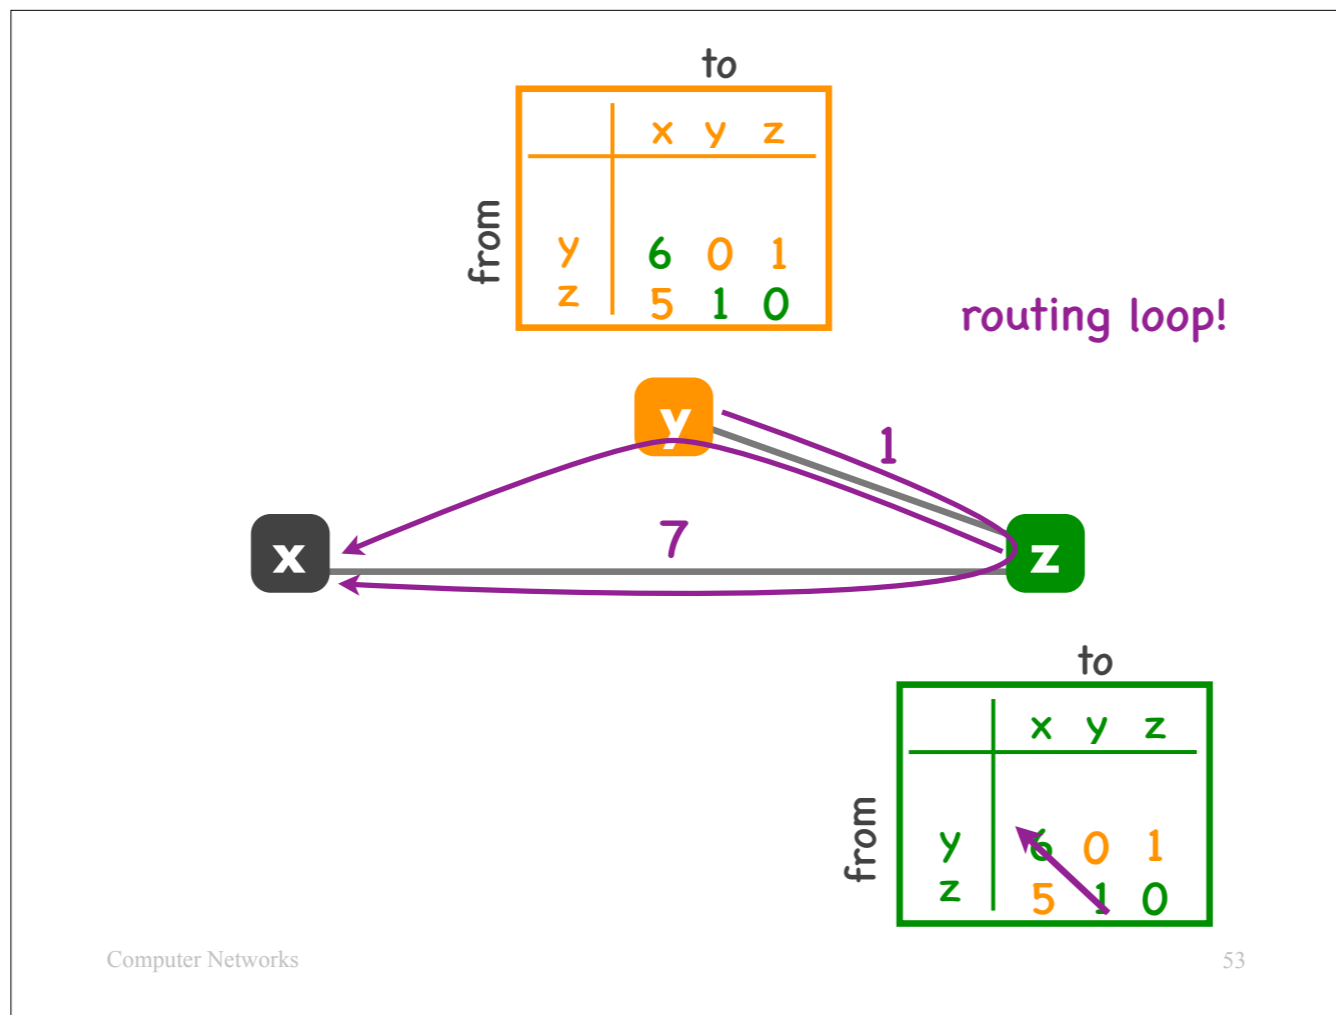 to
x y z
from
y 6 0 1
z 5 1 0
routing loop!
y
1
x
7
z
to
x y z
from
y 6 0 1
z 5 1 0
Computer Networks
53